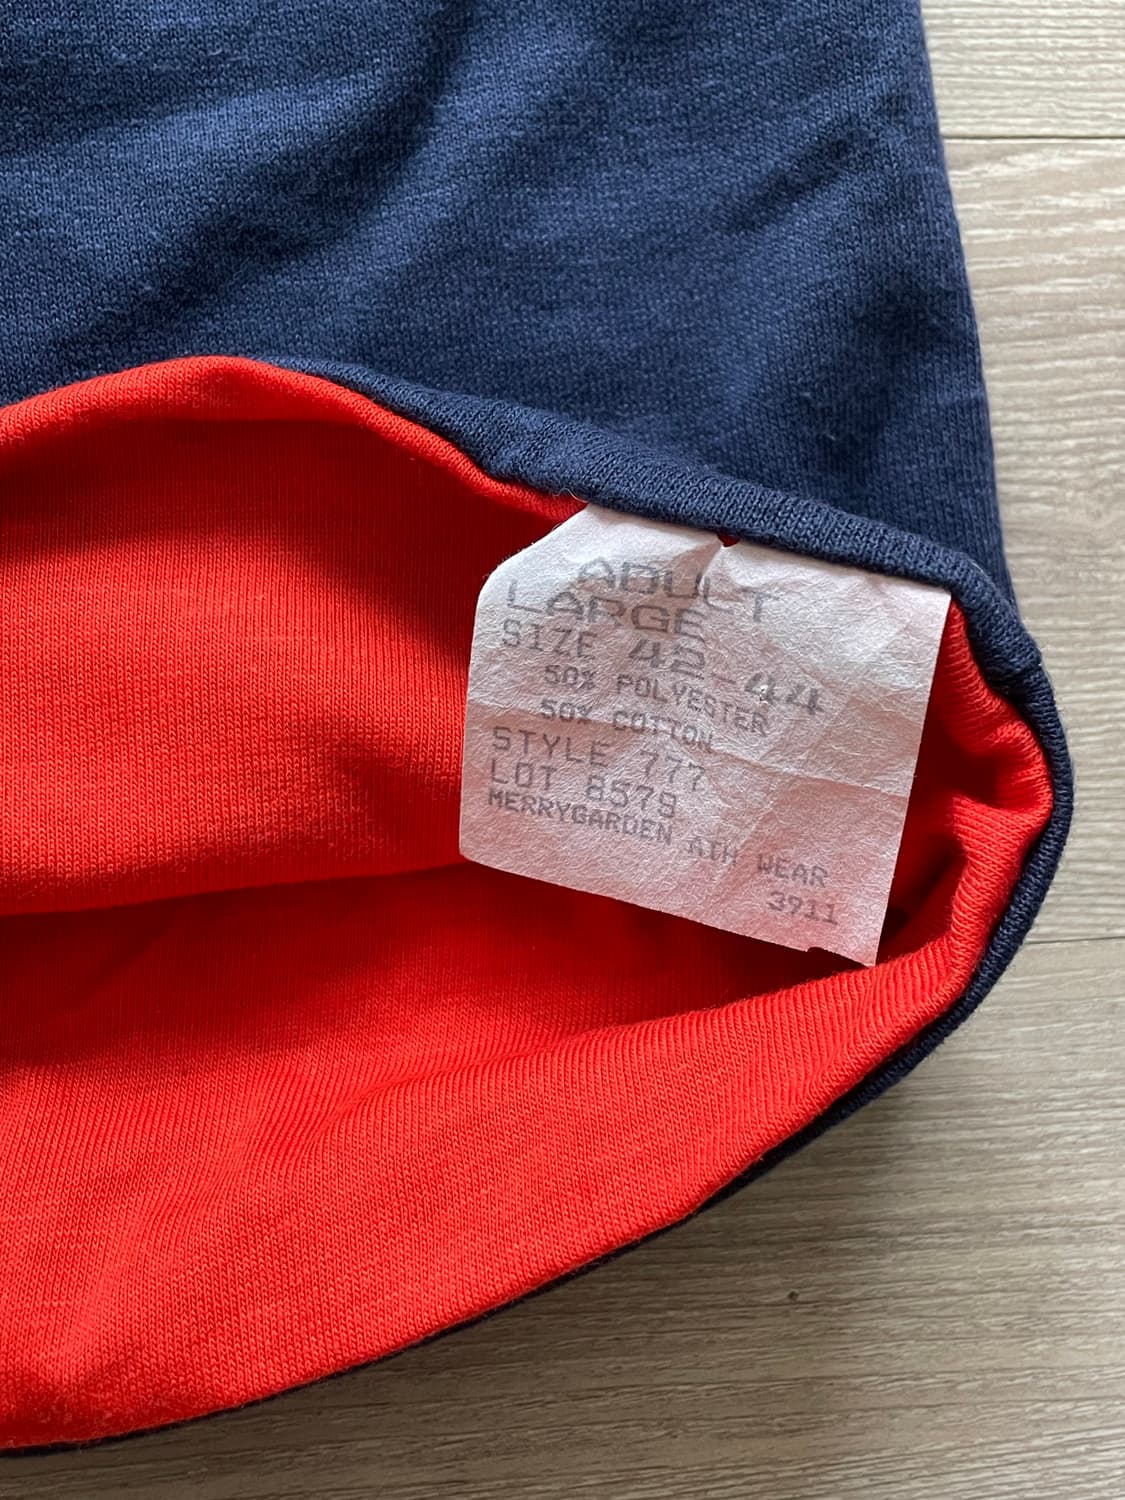 ADULT
LARGE
SIZE 42-44
50% POLYESTER
50% COTTON
STYLE 777
LOT 8579
MERRYGARDEN ATH WEAR
3911